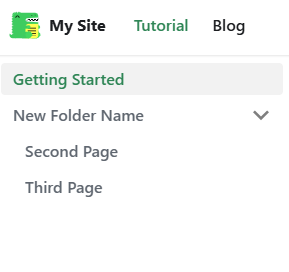 My Site Tutorial Blog
Getting Started
New Folder Name
Second Page
Third Page